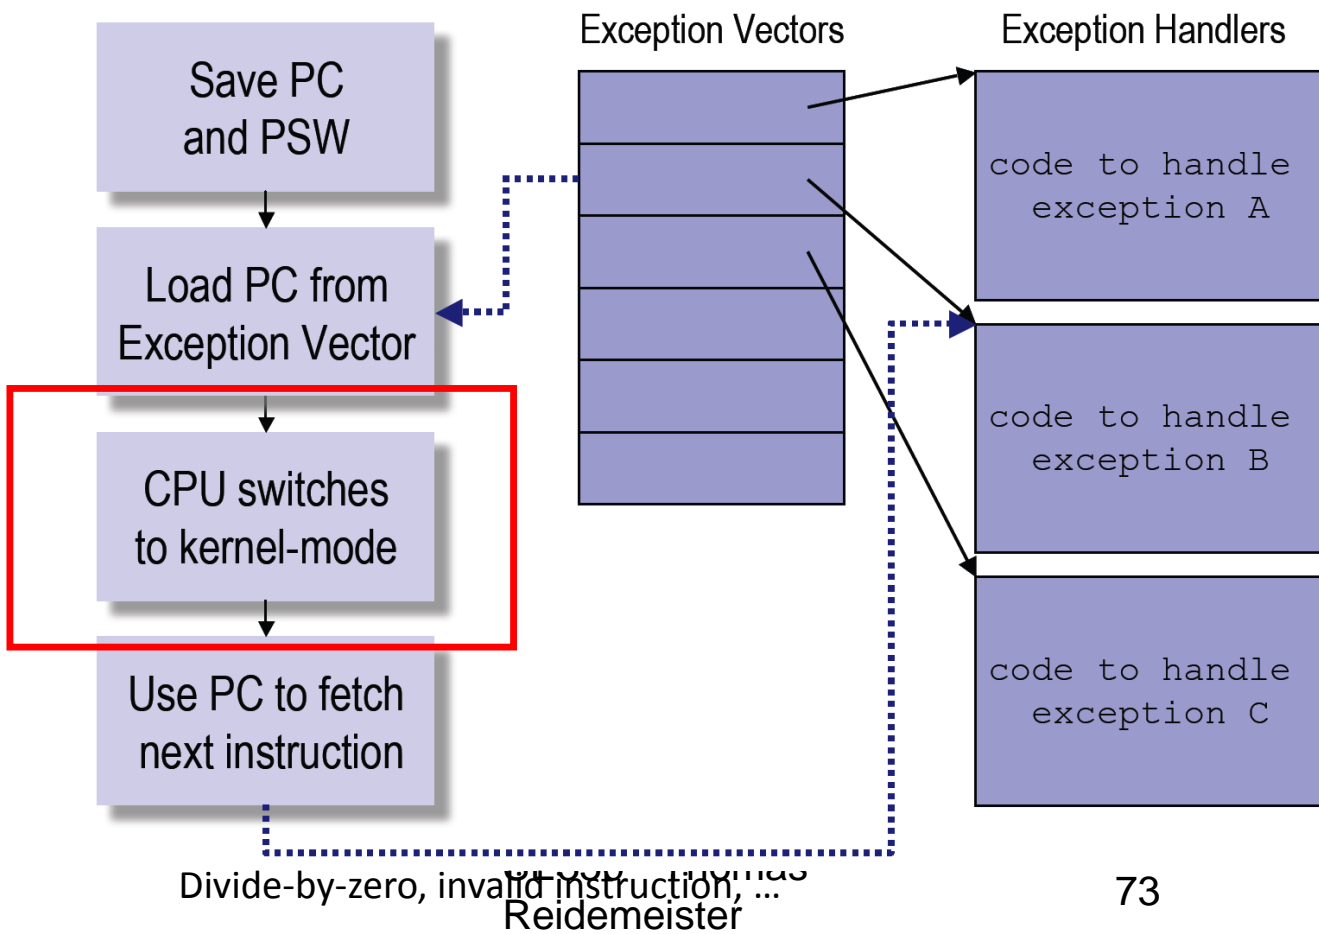 Save PC
and PSW
Load PC from
Exception Vector
CPU switches
to kernel-mode
Use PC to fetch
next instruction
Exception Vectors
Exception Handlers
code to handle
exception A
code to handle
exception B
code to handle
exception C
Divide-by-zero, invalid instruction, ...
Thomas
Reidemeister
73